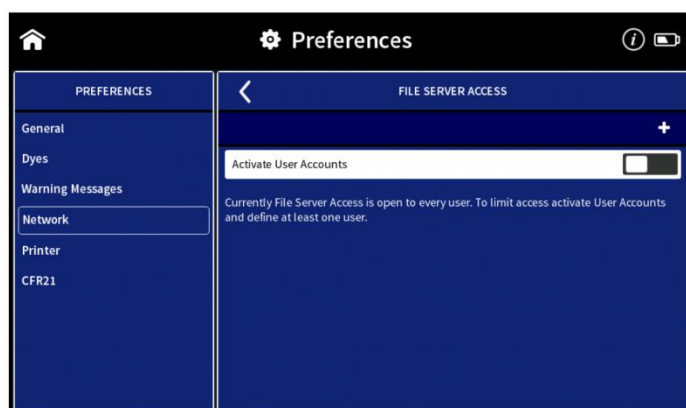 Preferences
PREFERENCES
FILE SERVER ACCESS
General
Dyes
Warning Messages
Network
Printer
CFR21
Activate User Accounts
Currently File Server Access is open to every user. To limit access activate User Accounts
and define at least one user.